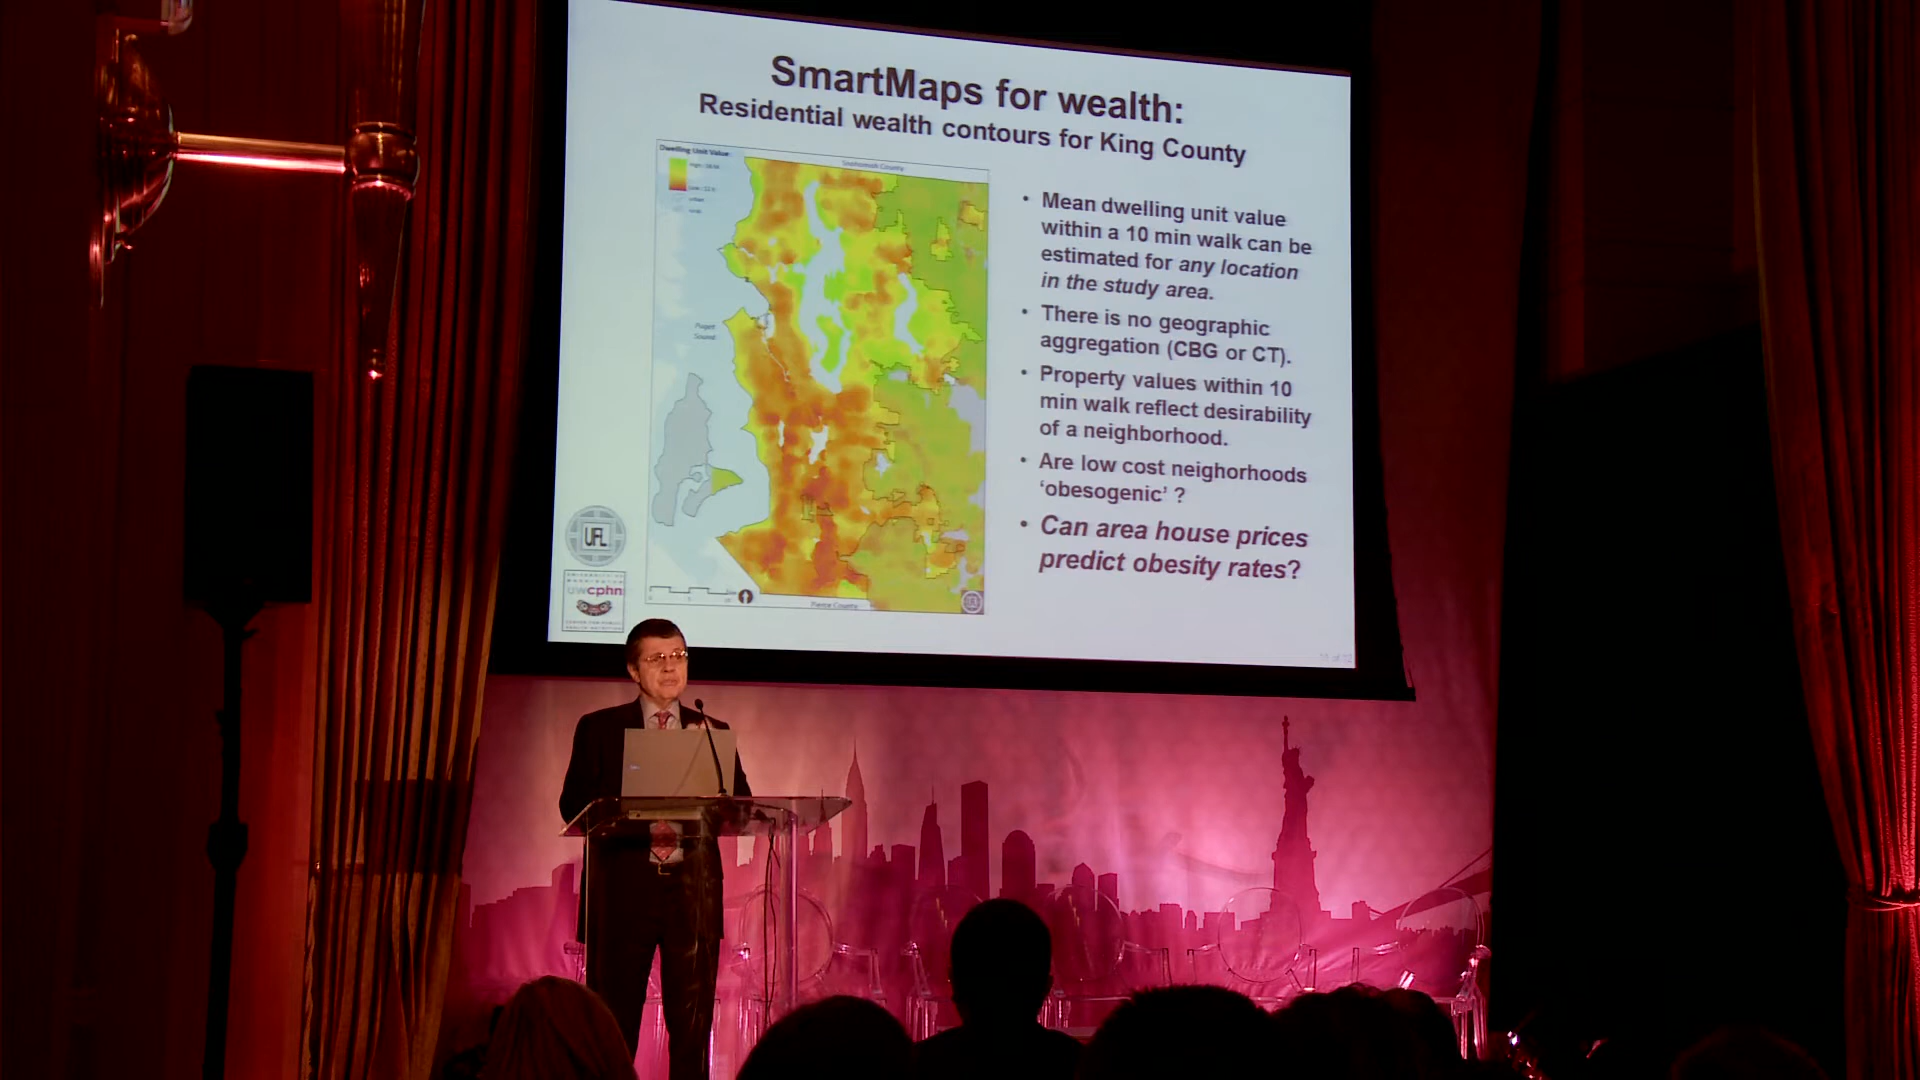 SmartMaps for wealth:
Residential wealth contours for King County
Dwelling Unit Value
Snohomish County
Puget
Sound
Pierce County
• Mean dwelling unit value
within a 10 min walk can be
estimated for any location
in the study area.
• There is no geographic
aggregation (CBG or CT).
• Property values within 10
min walk reflect desirability
of a neighborhood.
• Are low cost neighorhoods
‘obesogenic’ ?
• Can area house prices
predict obesity rates?
UFL
uwcphn